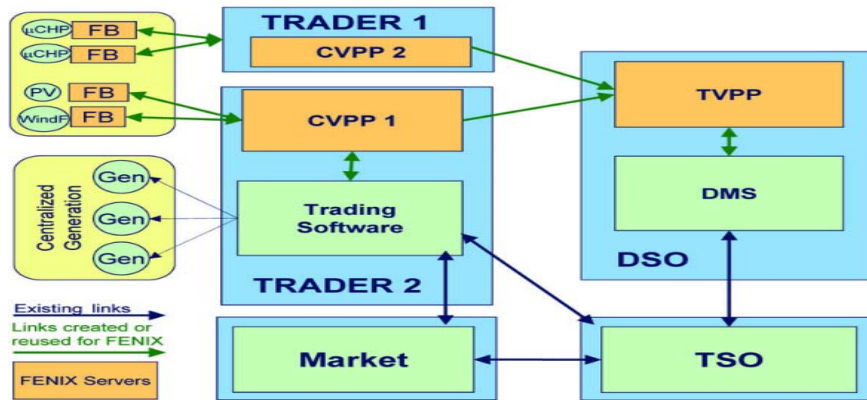 μCHP FB
μCHP FB
PV FB
WindF FB
TRADER 1
CVPP 2
CVPP 1
Trading
Software
TRADER 2
TVPP
DMS
DSO
Centralized
Generation
Gen
Gen
Gen
Existing links
Links created or
reused for FENIX
FENIX Servers
Market
TSO